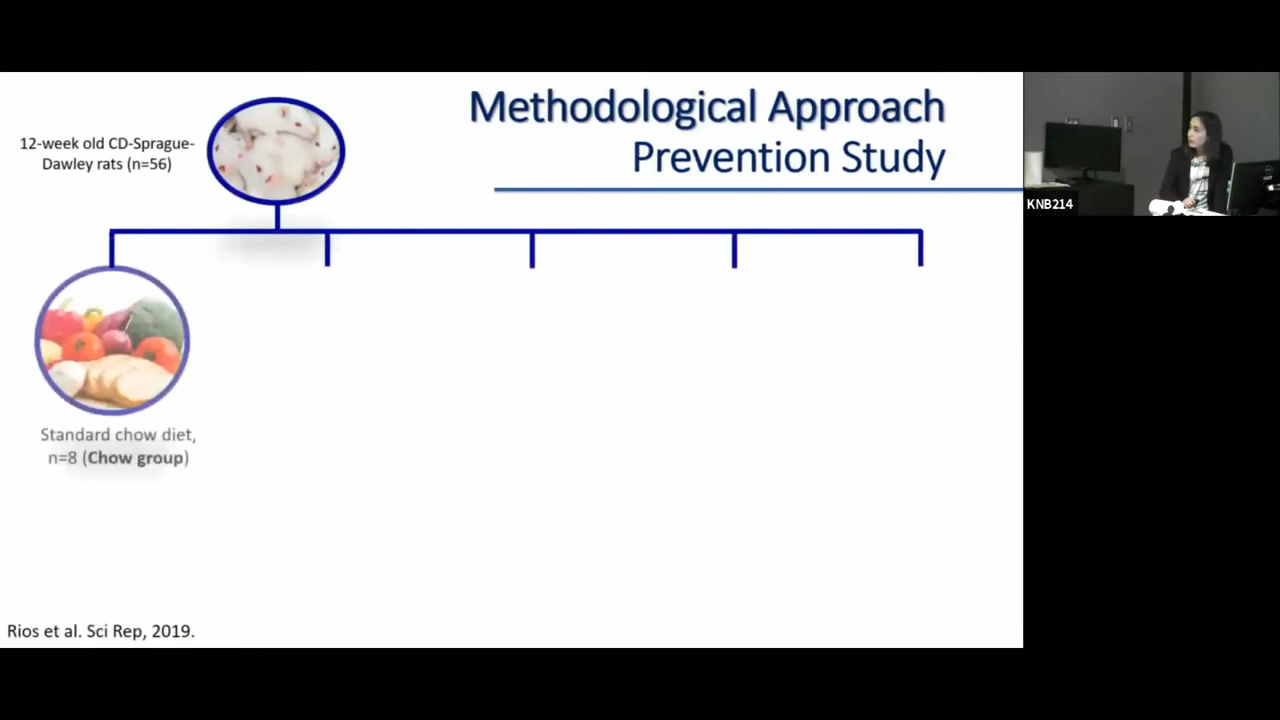 Methodological Approach
Prevention Study
12-week old CD-Sprague-
Dawley rats (n=56)
KNB214
Standard chow diet,
n=8 (Chow group)
Rios et al. Sci Rep, 2019.